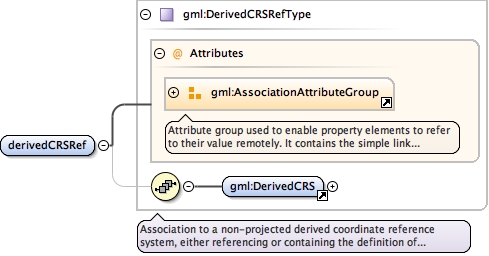 gml:DerivedCRSRefType
@ Attributes
gml:AssociationAttributeGroup
Attribute group used to enable property elements to refer
to their value remotely. It contains the simple link...
derivedCRSRef
gml:DerivedCRS
Association to a non-projected derived coordinate reference
system, either referencing or containing the definition of...